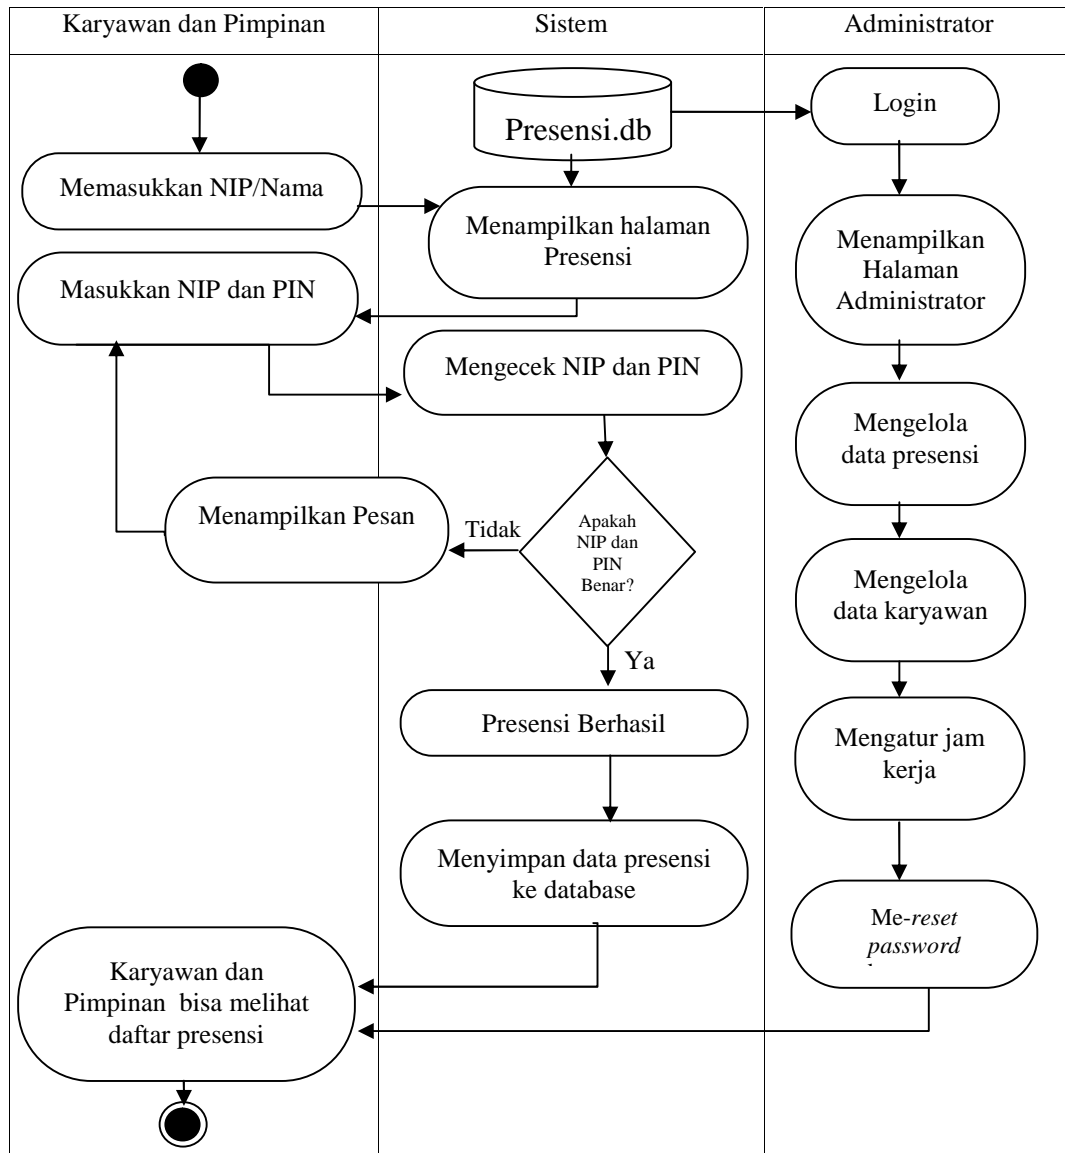 Karyawan dan Pimpinan
Sistem
Administrator
Presensi.db
Login
Memasukkan NIP/Nama
Menampilkan halaman
Presensi
Menampilkan
Halaman
Administrator
Masukkan NIP dan PIN
Mengecek NIP dan PIN
Mengelola
data presensi
Menampilkan Pesan
Tidak
Apakah
NIP dan
PIN
Benar?
Mengelola
data karyawan
Ya
Presensi Berhasil
Mengatur jam
kerja
Menyimpan data presensi
ke database
Me-reset
password
Karyawan dan
Pimpinan  bisa melihat
daftar presensi